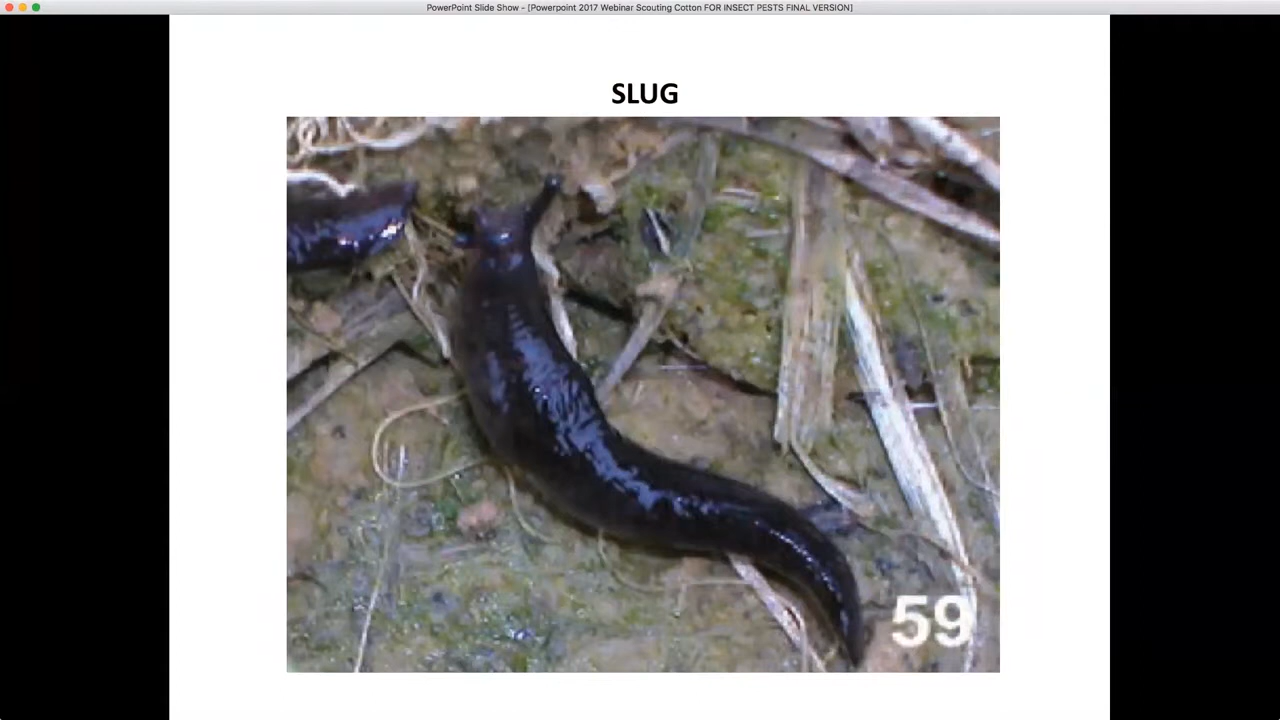 PowerPoint Slide Show - [Powerpoint 2017 Webinar Scouting Cotton FOR INSECT PESTS FINAL VERSION]
SLUG
59